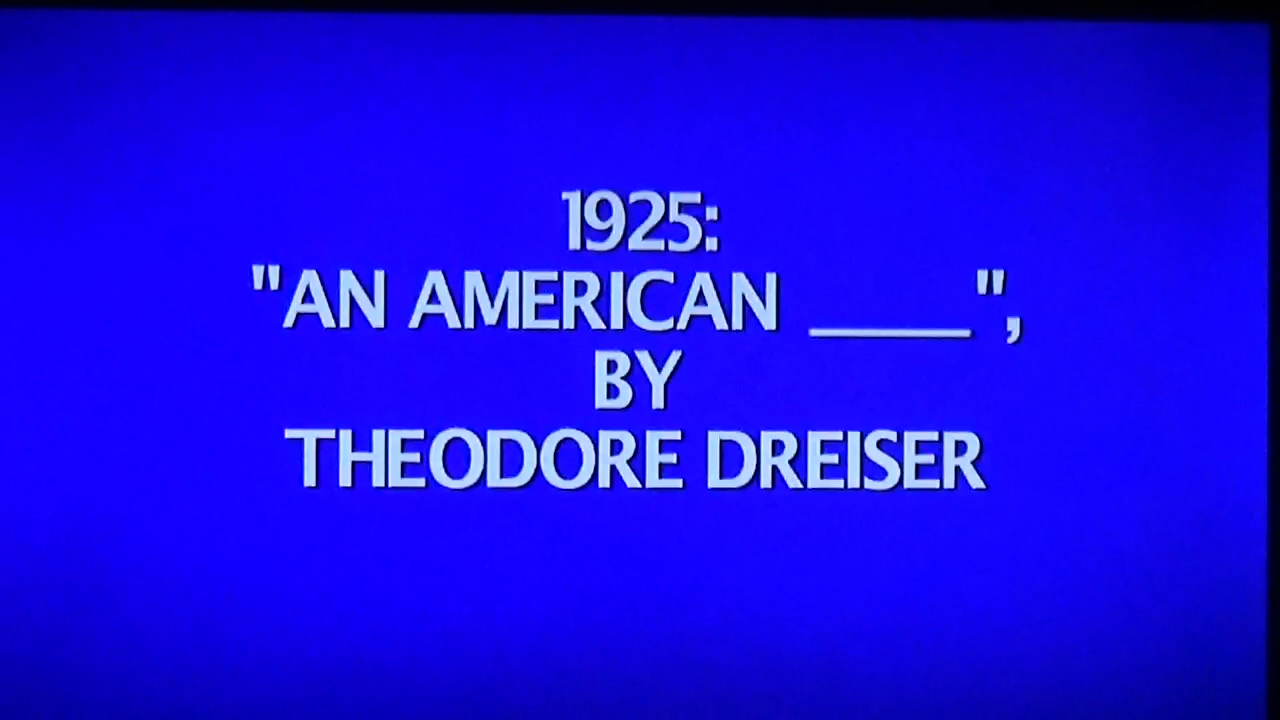 1925:
"AN AMERICAN ____",
BY
THEODORE DREISER